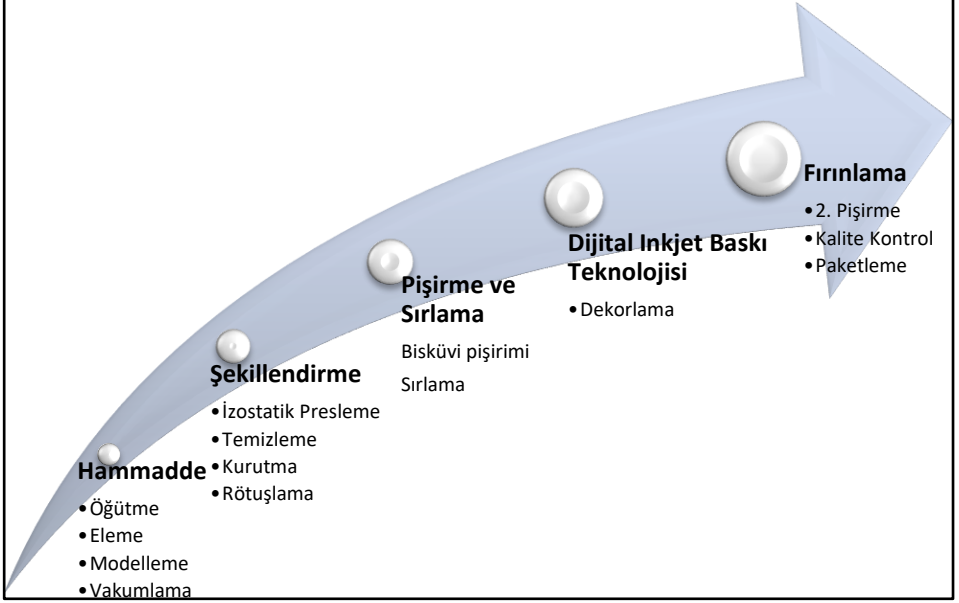 Hammadde
•Öğütme
•Eleme
•Modelleme
•Vakumlama
Şekillendirme
•İzostatik Presleme
•Temizleme
•Kurutma
•Rötuşlama
Pişirme ve
Sırlama
Bisküvi pişirimi
Sırlama
Dijital Inkjet Baskı
Teknolojisi
•Dekorlama
Fırınlama
•2. Pişirme
•Kalite Kontrol
•Paketleme